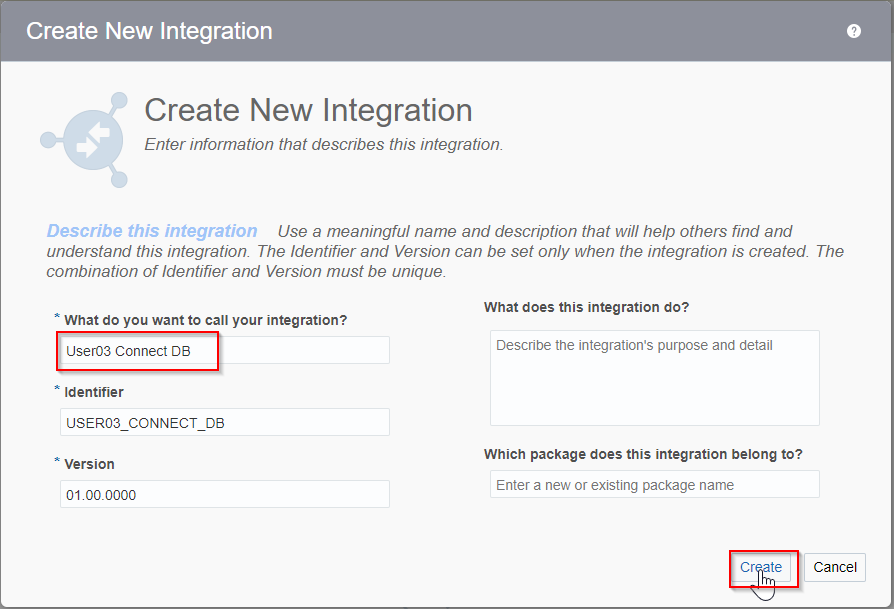 Create New Integration
?
Create New Integration
Enter information that describes this integration.
Describe this integration Use a meaningful name and description that will help others find and
understand this integration. The Identifier and Version can be set only when the integration is created. The
combination of Identifier and Version must be unique.
* What do you want to call your integration?
User03 Connect DB
* Identifier
USER03_CONNECT_DB
* Version
01.00.0000
What does this integration do?
Describe the integration's purpose and detail
Which package does this integration belong to?
Enter a new or existing package name
Create
Cancel